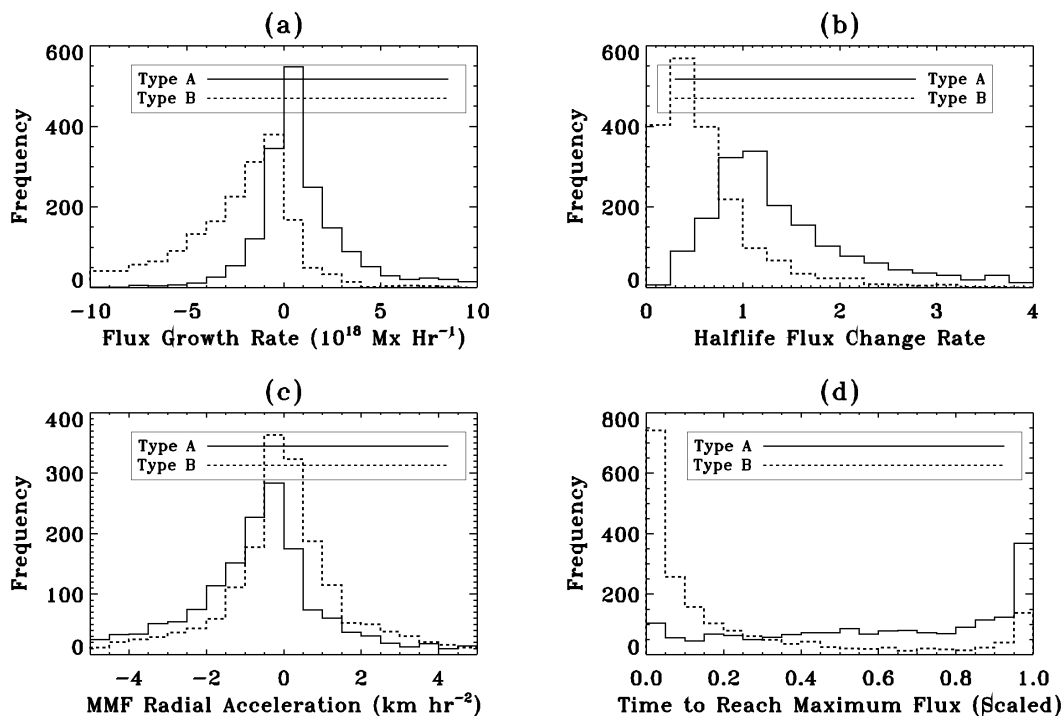 (a)
600
400
200
0
Frequency
Type A
Type B
-10 -5 0 5 10
Flux Growth Rate (10^18 Mx Hr^-1)
(b)
600
400
200
0
Frequency
Type A
Type B
0 1 2 3 4
Halflife Flux Change Rate
(c)
400
300
200
100
0
Frequency
Type A
Type B
-4 -2 0 2 4
MMF Radial Acceleration (km hr^-2)
(d)
800
600
400
200
0
Frequency
Type A
Type B
0.0 0.2 0.4 0.6 0.8 1.0
Time to Reach Maximum Flux (Scaled)